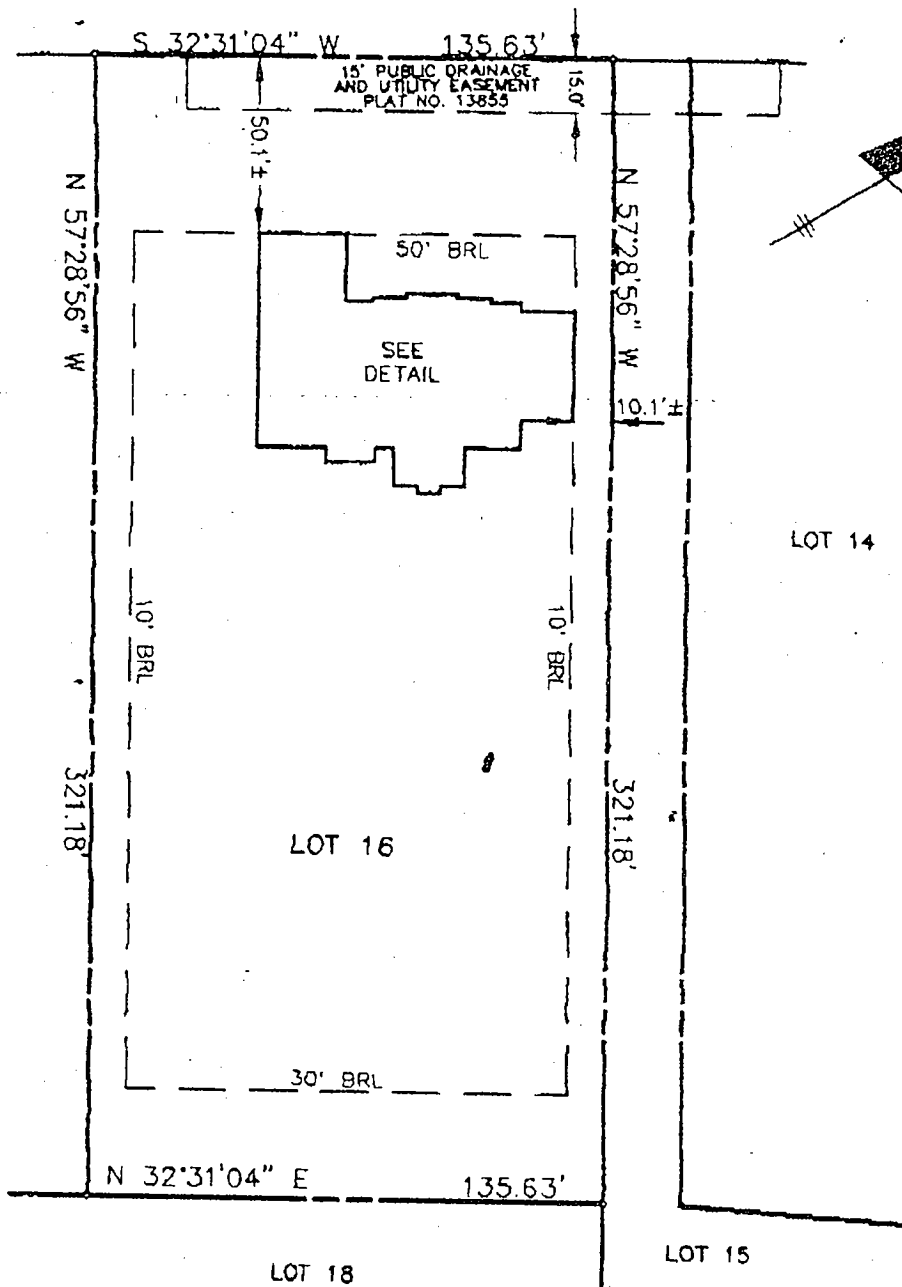 S 32°31'04" W 135.63'
15' PUBLIC DRAINAGE
AND UTILITY EASEMENT
PLAT NO. 13855
15.0'
50.1'±
N 57°28'56" W
N 57°28'56" W
50' BRL
SEE
DETAIL
10.1'±
LOT 14
10' BRL
10' BRL
321.18'
321.18'
LOT 16
30' BRL
N 32°31'04" E 135.63'
LOT 18
LOT 15